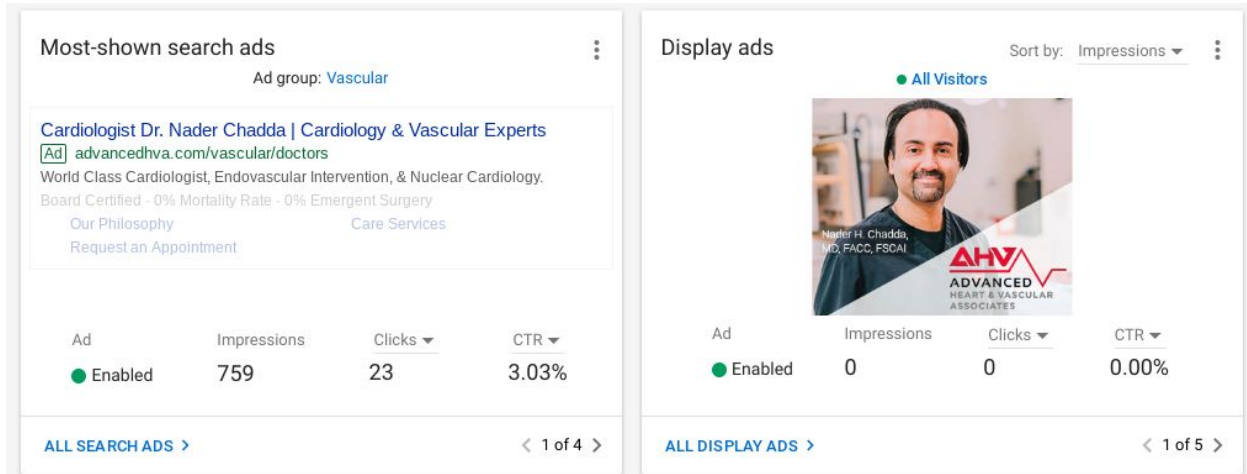 Most-shown search ads
Ad group: Vascular
Cardiologist Dr. Nader Chadda | Cardiology & Vascular Experts
Ad advancedhva.com/vascular/doctors
World Class Cardiologist, Endovascular Intervention, & Nuclear Cardiology.
Board Certified - 0% Mortality Rate - 0% Emergent Surgery
Our Philosophy Care Services
Request an Appointment
Ad Impressions Clicks CTR
Enabled 759 23 3.03%
ALL SEARCH ADS
1 of 4
Display ads
Sort by: Impressions
All Visitors
Nader H. Chadda,
MD, FACC, FSCAI
AHVA
ADVANCED
HEART & VASCULAR
ASSOCIATES
Ad Impressions Clicks CTR
Enabled 0 0 0.00%
ALL DISPLAY ADS
1 of 5